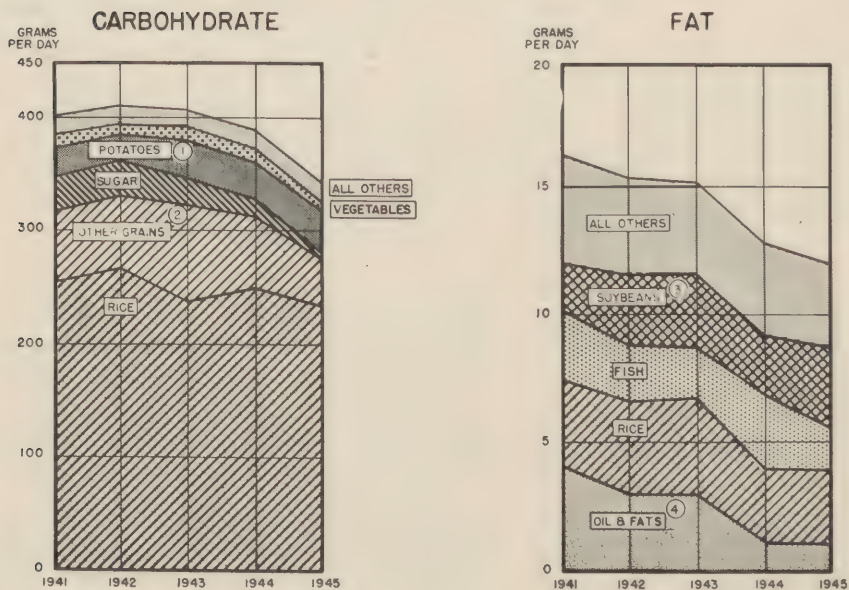 CARBOHYDRATE
GRAMS
PER DAY
450
400
300
200
100
0
POTATOES 1
SUGAR
2
OTHER GRAINS
RICE
ALL OTHERS
VEGETABLES
1941 1942 1943 1944 1945
FAT
GRAMS
PER DAY
20
15
10
5
0
ALL OTHERS
SOYBEANS 3
FISH
RICE
4
OIL & FATS
1941 1942 1943 1944 1945